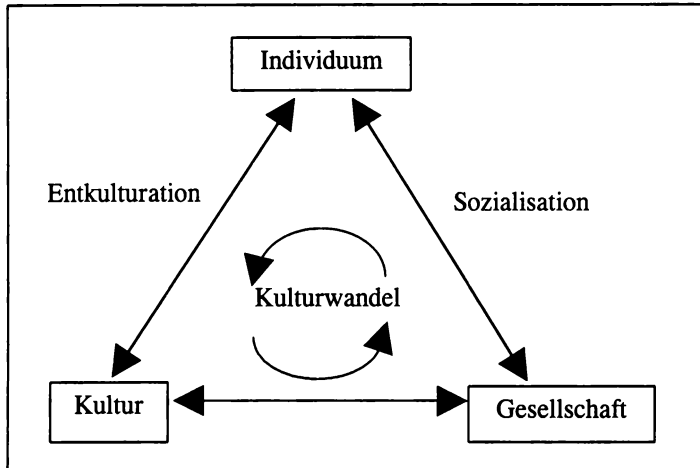 Individuum
Entkulturation
Sozialisation
Kulturwandel
Kultur
Gesellschaft